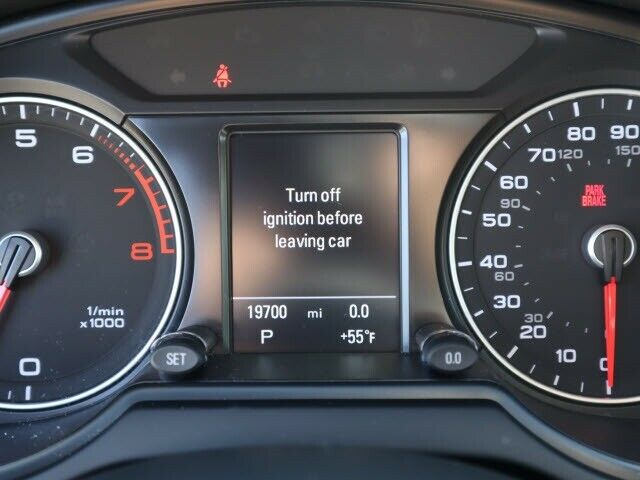 Turn off
ignition before
leaving car
19700 mi 0.0
P +55°F
SET
0.0
5
6
7
8
1/min
x1000
0
90
80
150
70 120
60
PARK
BRAKE
50
40 60
30
30
20
10
0